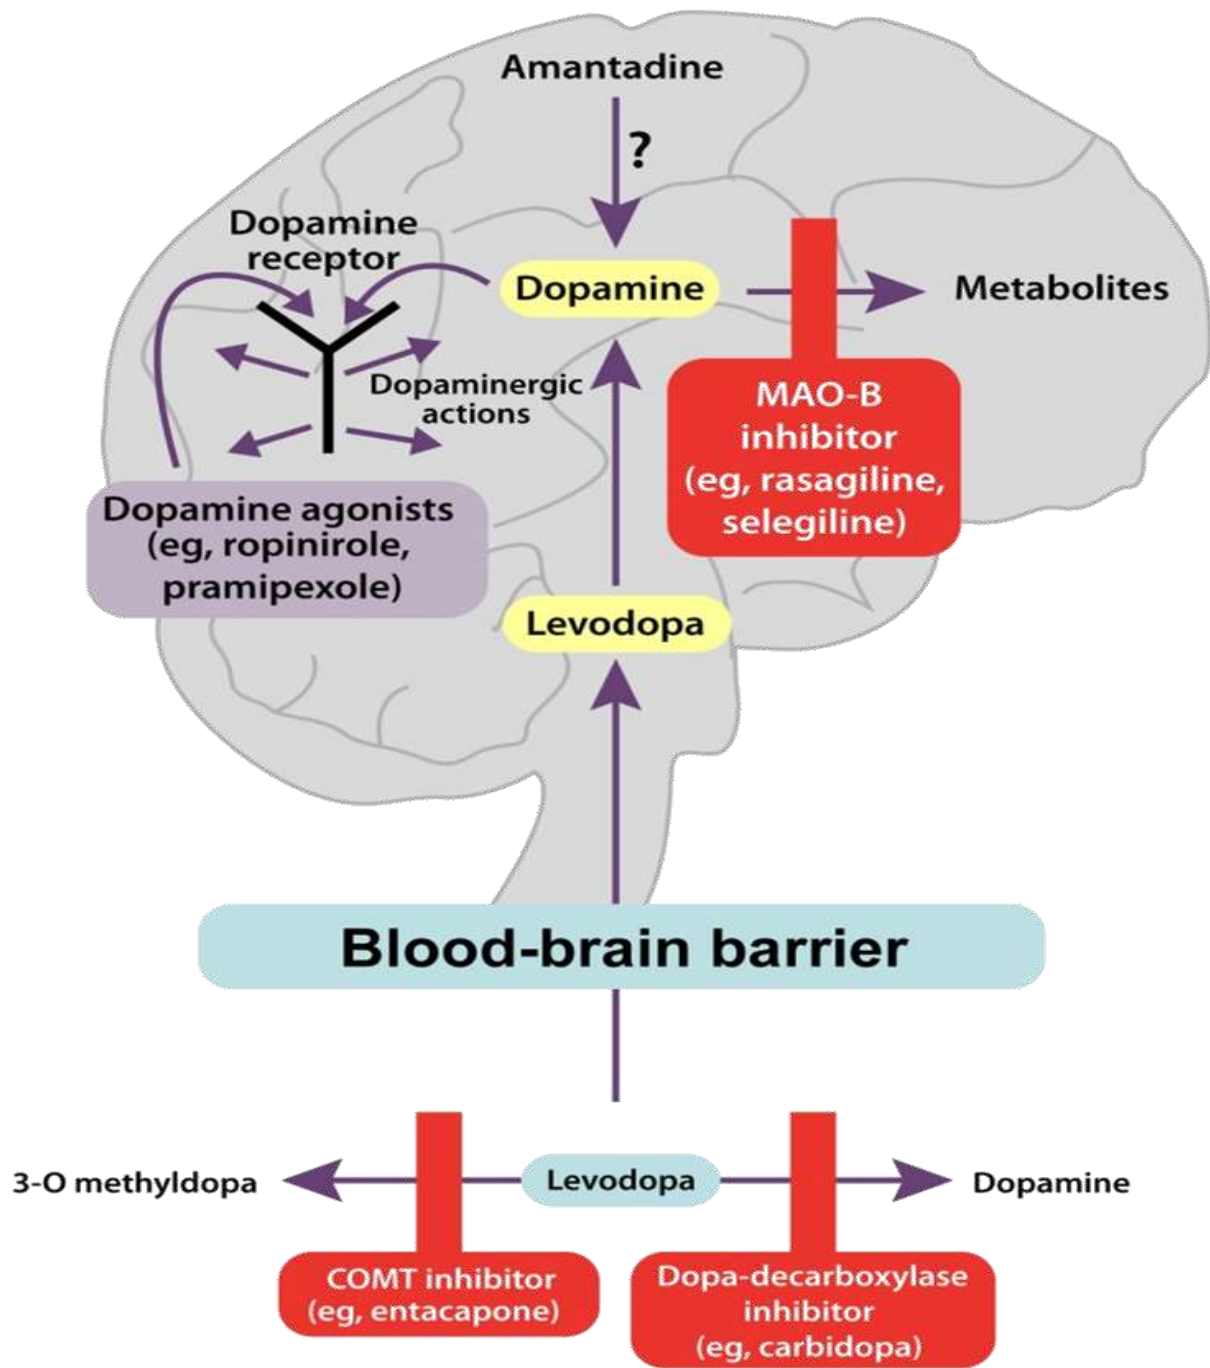 Amantadine
?
Dopamine
receptor
Dopamine
Metabolites
Dopaminergic
actions
MAO-B
inhibitor
(eg, rasagiline,
selegiline)
Dopamine agonists
(eg, ropinirole,
pramipexole)
Levodopa
Blood-brain barrier
3-O methyldopa
Levodopa
Dopamine
COMT inhibitor
(eg, entacapone)
Dopa-decarboxylase
inhibitor
(eg, carbidopa)